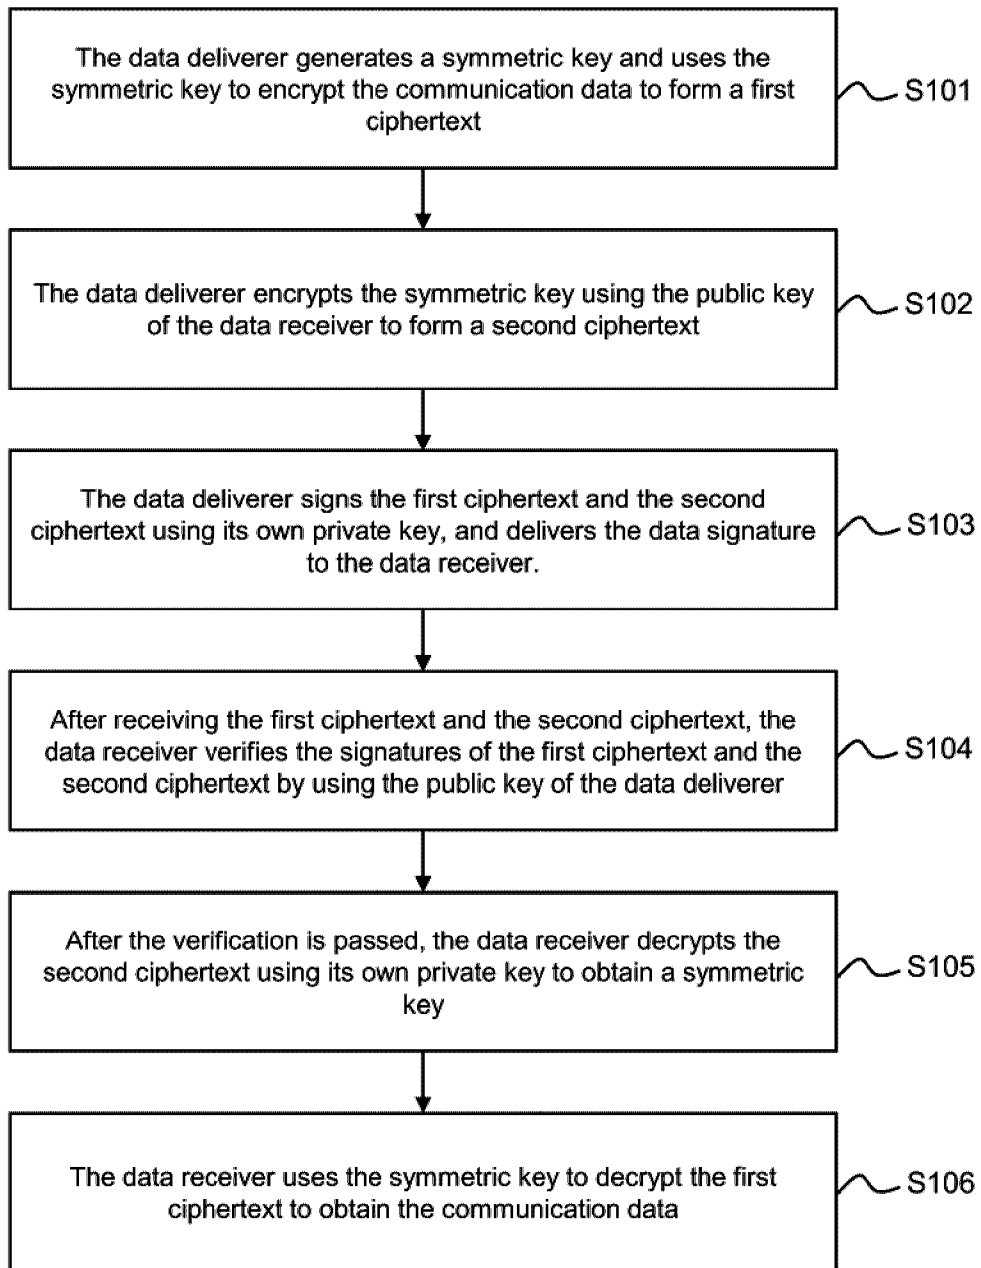 The data deliverer generates a symmetric key and uses the
symmetric key to encrypt the communication data to form a first
ciphertext
S101
The data deliverer encrypts the symmetric key using the public key
of the data receiver to form a second ciphertext
S102
The data deliverer signs the first ciphertext and the second
ciphertext using its own private key, and delivers the data signature
to the data receiver.
S103
After receiving the first ciphertext and the second ciphertext, the
data receiver verifies the signatures of the first ciphertext and the
second ciphertext by using the public key of the data deliverer
S104
After the verification is passed, the data receiver decrypts the
second ciphertext using its own private key to obtain a symmetric
key
S105
The data receiver uses the symmetric key to decrypt the first
ciphertext to obtain the communication data
S106